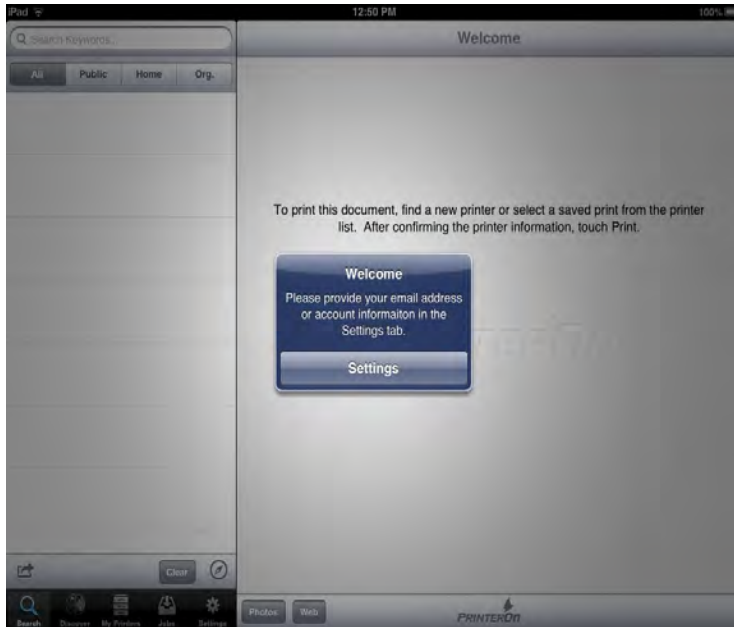 iPad 12:50 PM 100%
Search Keywords...
Welcome
All Public Home Org.
To print this document, find a new printer or select a saved print from the printer
list. After confirming the printer information, touch Print.
Welcome
Please provide your email address
or account informaiton in the
Settings tab.
Settings
Clear
Search Discover My Printers Jobs Settings
Photos Web
PRINTERON